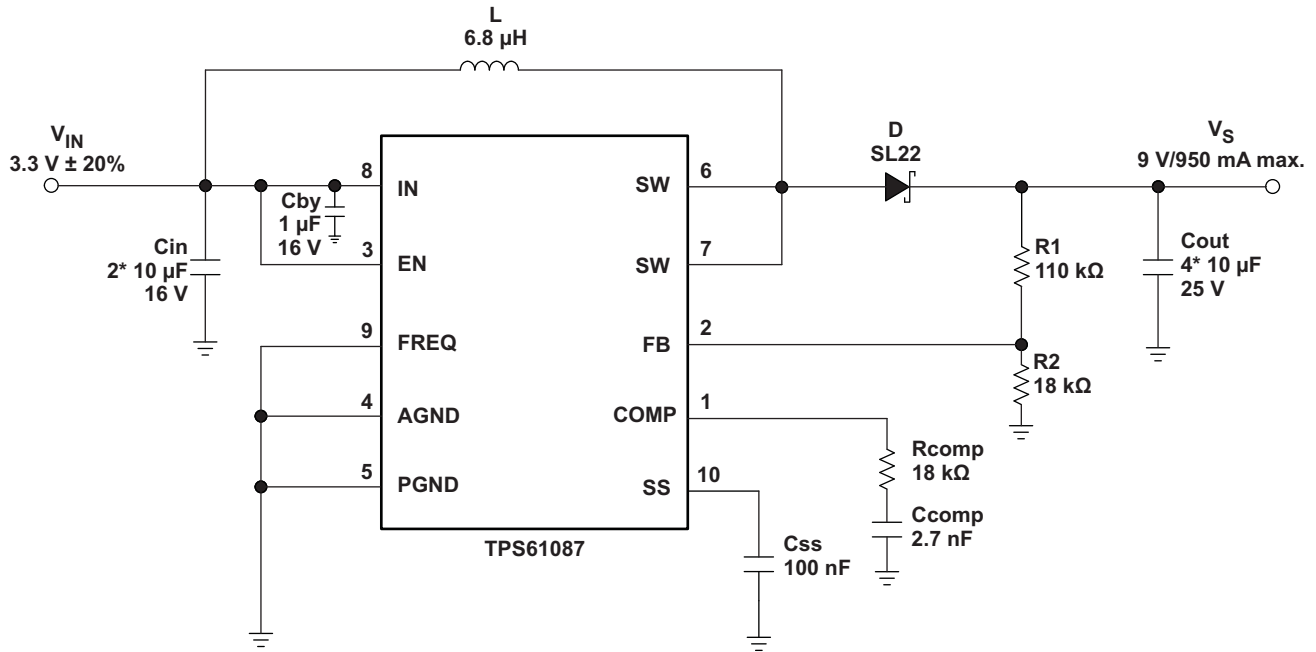 L
6.8 µH
V_IN
3.3 V ± 20%
D
SL22
V_S
9 V/950 mA max.
8
IN
SW
6
Cby
1 µF
16 V
Cin
2* 10 µF
16 V
3
EN
SW
7
R1
110 kΩ
Cout
4* 10 µF
25 V
9
FREQ
FB
2
R2
18 kΩ
4
AGND
COMP
1
Rcomp
18 kΩ
5
PGND
SS
10
Ccomp
2.7 nF
Css
100 nF
TPS61087